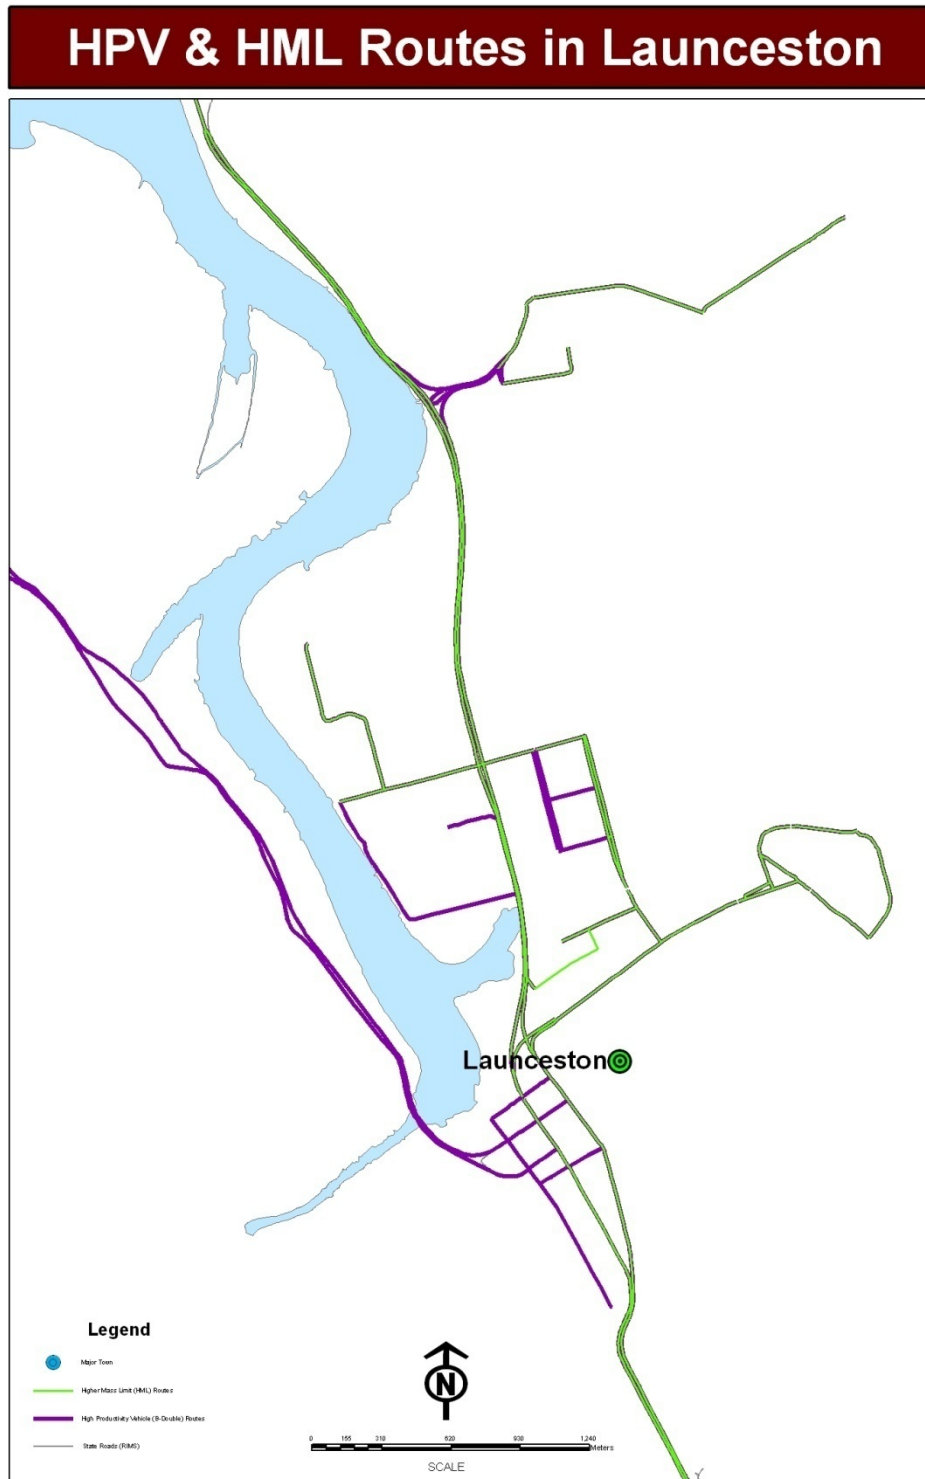 HPV & HML Routes in Launceston
Launceston
Legend
Major Town
Higher Mass Limit (HML) Routes
High Productivity Vehicle (B-Double) Routes
State Roads (RIMS)
N
0 155 310 620 930 1,240
Meters
SCALE